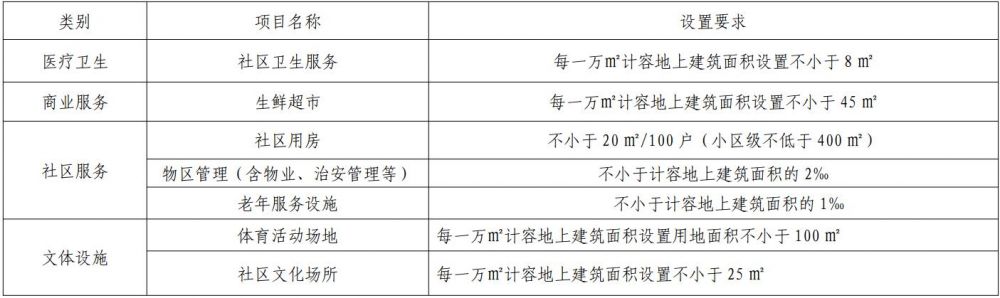 类别 项目名称 设置要求
医疗卫生 社区卫生服务 每一万㎡计容地上建筑面积设置不小于 8 ㎡
商业服务 生鲜超市 每一万㎡计容地上建筑面积设置不小于 45 ㎡
社区服务 社区用房 不小于 20 ㎡/100 户（小区级不低于 400 ㎡）
物区管理（含物业、治安管理等） 不小于计容地上建筑面积的 2‰
老年服务设施 不小于计容地上建筑面积的 1‰
文体设施 体育活动场地 每一万㎡计容地上建筑面积设置用地面积不小于 100 ㎡
社区文化场所 每一万㎡计容地上建筑面积设置不小于 25 ㎡